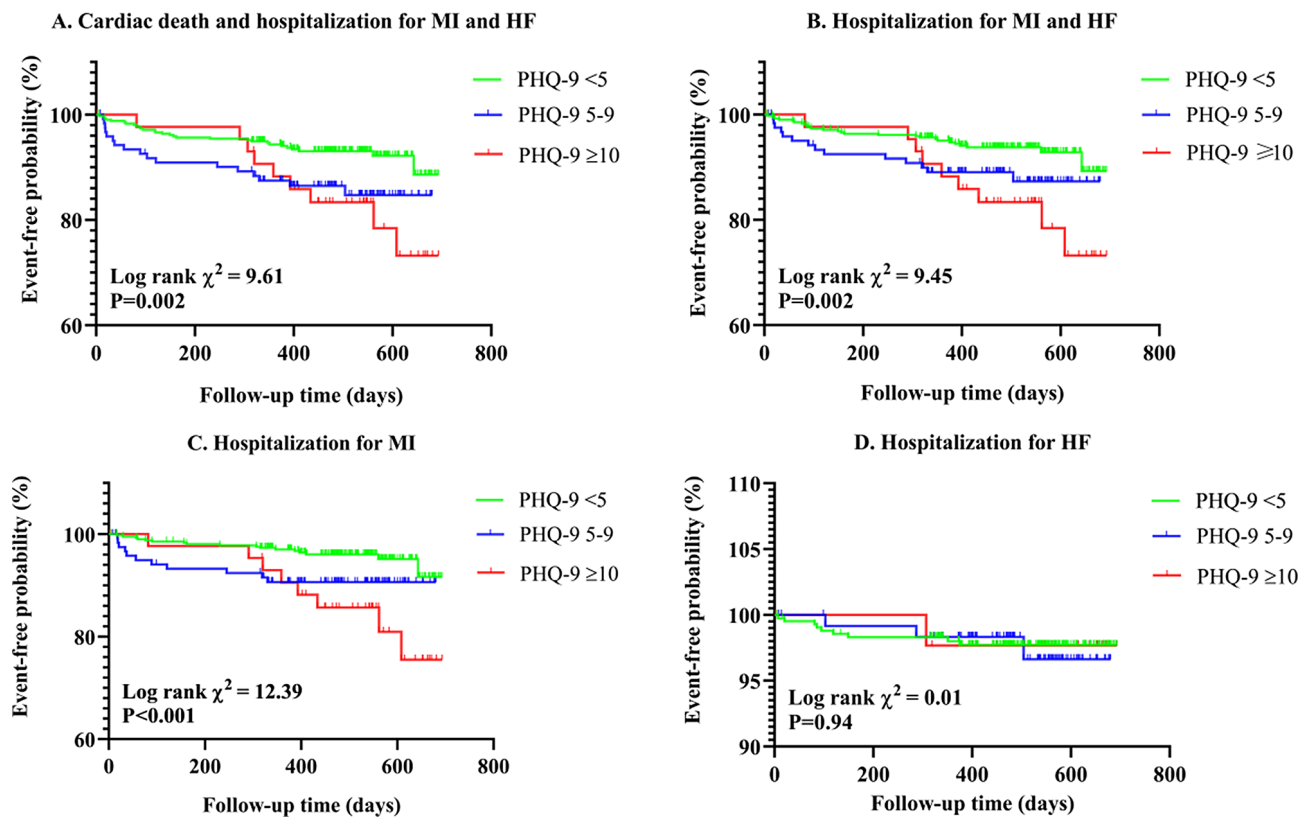 A. Cardiac death and hospitalization for MI and HF
Event-free probability (%)
100
80
60
0 200 400 600 800
Follow-up time (days)
PHQ-9 <5
PHQ-9 5-9
PHQ-9 ≥10
Log rank χ² = 9.61
P=0.002
B. Hospitalization for MI and HF
Event-free probability (%)
100
80
60
0 200 400 600 800
Follow-up time (days)
PHQ-9 <5
PHQ-9 5-9
PHQ-9 ⩾10
Log rank χ² = 9.45
P=0.002
C. Hospitalization for MI
Event-free probability (%)
100
80
60
0 200 400 600 800
Follow-up time (days)
PHQ-9 <5
PHQ-9 5-9
PHQ-9 ≥10
Log rank χ² = 12.39
P<0.001
D. Hospitalization for HF
Event-free probability (%)
110
105
100
95
90
0 200 400 600 800
Follow-up time (days)
PHQ-9 <5
PHQ-9 5-9
PHQ-9 ≥10
Log rank χ² = 0.01
P=0.94